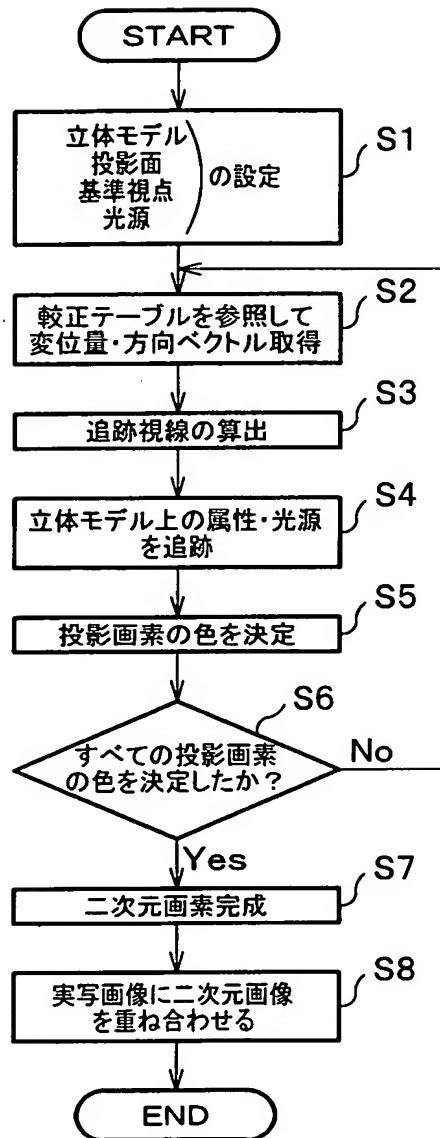 START
立体モデル
投影面
基準視点
光源
の設定
S1
較正テーブルを参照して
変位量・方向ベクトル取得
S2
追跡視線の算出
S3
立体モデル上の属性・光源
を追跡
S4
投影画素の色を決定
S5
すべての投影画素
の色を決定したか?
S6
No
Yes
二次元画素完成
S7
実写画像に二次元画像
を重ね合わせる
S8
END